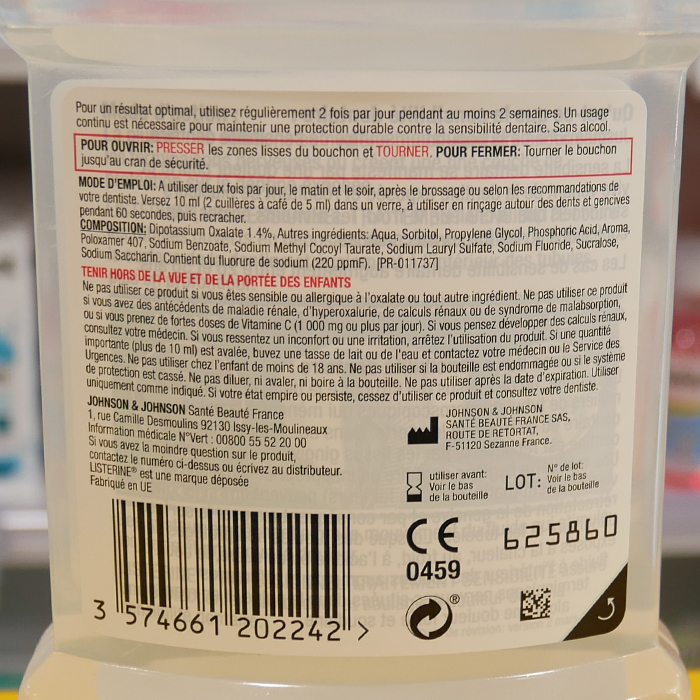 Pour un résultat optimal, utilisez régulièrement 2 fois par jour pendant au moins 2 semaines. Un usage
continu est nécessaire pour maintenir une protection durable contre la sensibilité dentaire. Sans alcool.
POUR OUVRIR: PRESSER les zones lisses du bouchon et TOURNER. POUR FERMER: Tourner le bouchon
jusqu'au cran de sécurité.
MODE D'EMPLOI: A utiliser deux fois par jour, le matin et le soir, après le brossage ou selon les recommandations de
votre dentiste. Versez 10 ml (2 cuillères à café de 5 ml) dans un verre, à utiliser en rinçage autour des dents et gencives
pendant 60 secondes, puis recracher.
COMPOSITION: Dipotassium Oxalate 1.4%, Autres ingrédients: Aqua, Sorbitol, Propylene Glycol, Phosphoric Acid, Aroma,
Poloxamer 407, Sodium Benzoate, Sodium Methyl Cocoyl Taurate, Sodium Lauryl Sulfate, Sodium Fluoride, Sucralose,
Sodium Saccharin. Contient du fluorure de sodium (220 ppmF). [PR-011737]
TENIR HORS DE LA VUE ET DE LA PORTÉE DES ENFANTS
Ne pas utiliser ce produit si vous êtes sensible ou allergique à l'oxalate ou tout autre ingrédient. Ne pas utiliser ce produit
si vous avez des antécédents de maladie rénale, d'hyperoxalurie, de calculs rénaux ou de syndrome de malabsorption,
ou si vous prenez de fortes doses de Vitamine C (1 000 mg ou plus par jour). Si vous pensez développer des calculs rénaux,
consultez votre médecin. Si vous ressentez un inconfort ou une irritation, arrêtez l'utilisation du produit. Si une quantité
importante (plus de 10 ml) est avalée, buvez une tasse de lait ou de l'eau et contactez votre médecin ou le Service des
Urgences. Ne pas utiliser chez l'enfant de moins de 18 ans. Ne pas utiliser si la bouteille est endommagée ou si le système
de protection est cassé. Ne pas diluer, ni avaler, ni boire à la bouteille. Ne pas utiliser après la date d'expiration. Utiliser
uniquement comme indiqué. Si votre état empire ou persiste, cessez d'utiliser ce produit et consultez votre dentiste.
JOHNSON & JOHNSON Santé Beauté France
1, rue Camille Desmoulins 92130 Issy-les-Moulineaux
Information médicale N°Vert : 00800 55 52 20 00
Si vous avez la moindre question sur le produit,
contactez le numéro ci-dessus ou écrivez au distributeur.
LISTERINE® est une marque déposée
Fabriqué en UE
JOHNSON & JOHNSON
SANTÉ BEAUTÉ FRANCE SAS,
ROUTE DE RETORTAT,
F-51120 Sezanne France.
utiliser avant:
Voir le bas
de la bouteille
LOT:
N° de lot:
Voir le bas
de la bouteille
CE
0459
625860
3 574661 202242 >
®